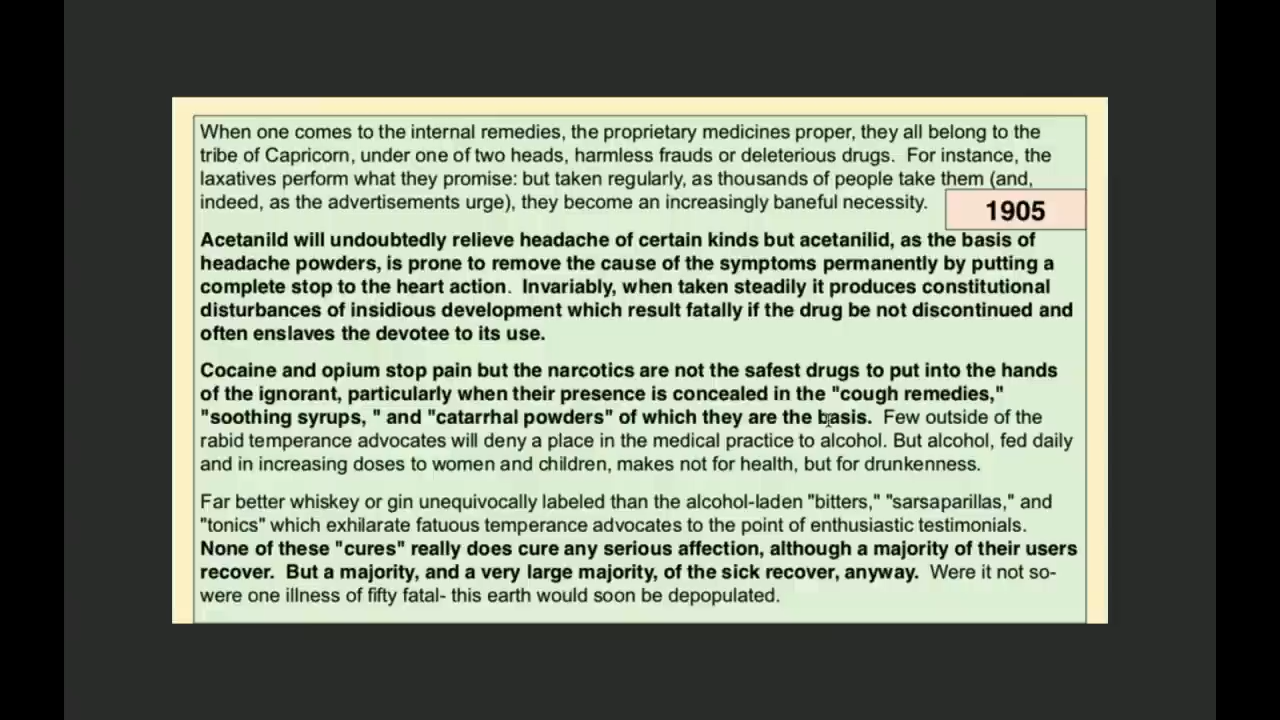 When one comes to the internal remedies, the proprietary medicines proper, they all belong to the
tribe of Capricorn, under one of two heads, harmless frauds or deleterious drugs.  For instance, the
laxatives perform what they promise: but taken regularly, as thousands of people take them (and,
indeed, as the advertisements urge), they become an increasingly baneful necessity.
1905
Acetanild will undoubtedly relieve headache of certain kinds but acetanilid, as the basis of
headache powders, is prone to remove the cause of the symptoms permanently by putting a
complete stop to the heart action.  Invariably, when taken steadily it produces constitutional
disturbances of insidious development which result fatally if the drug be not discontinued and
often enslaves the devotee to its use.
Cocaine and opium stop pain but the narcotics are not the safest drugs to put into the hands
of the ignorant, particularly when their presence is concealed in the "cough remedies,"
"soothing syrups, " and "catarrhal powders" of which they are the basis.  Few outside of the
rabid temperance advocates will deny a place in the medical practice to alcohol. But alcohol, fed daily
and in increasing doses to women and children, makes not for health, but for drunkenness.
Far better whiskey or gin unequivocally labeled than the alcohol-laden "bitters," "sarsaparillas," and
"tonics" which exhilarate fatuous temperance advocates to the point of enthusiastic testimonials.
None of these "cures" really does cure any serious affection, although a majority of their users
recover.  But a majority, and a very large majority, of the sick recover, anyway.  Were it not so-
were one illness of fifty fatal- this earth would soon be depopulated.